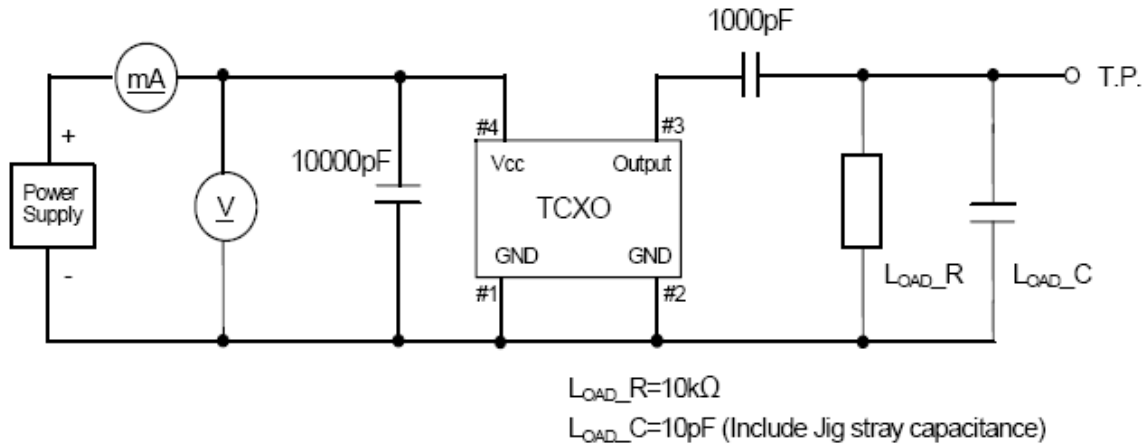 1000pF
mA
T.P.
+
#4
#3
10000pF
Vcc
Output
Power
Supply
V
TCXO
-
GND
GND
#1
#2
LOAD_R
LOAD_C
LOAD_R=10kΩ
LOAD_C=10pF (Include Jig stray capacitance)